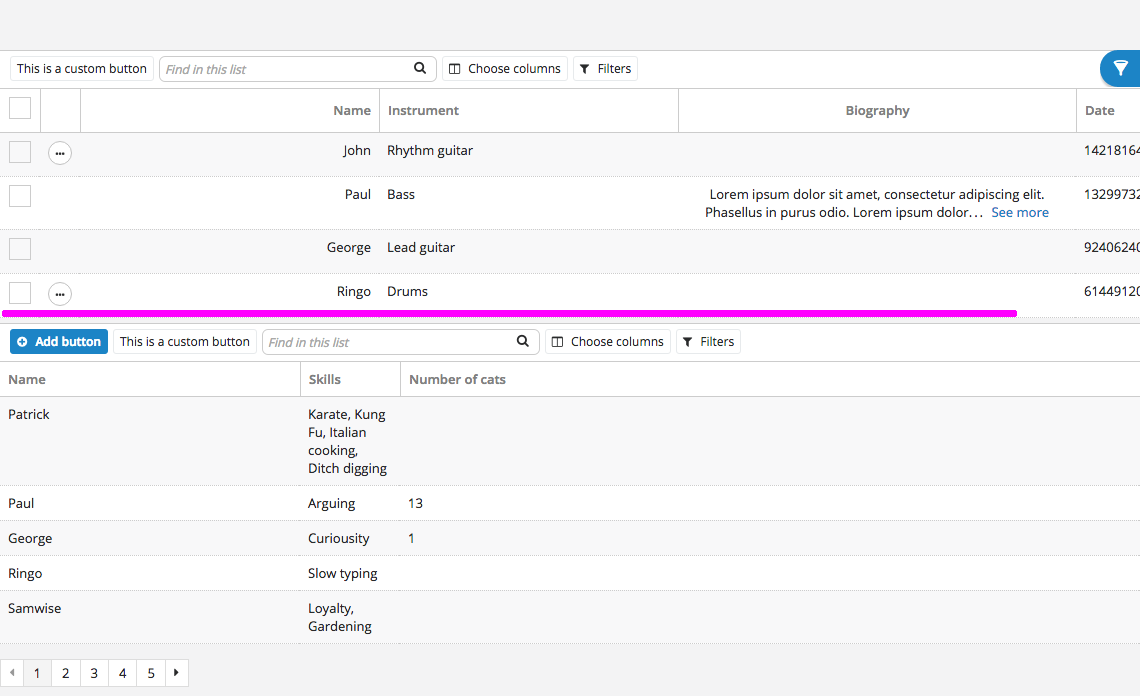 This is a custom button Find in this list Choose columns Filters
Name Instrument Biography Date
John Rhythm guitar 14218164
Paul Bass Lorem ipsum dolor sit amet, consectetur adipiscing elit. 13299732
Phasellus in purus odio. Lorem ipsum dolor... See more
George Lead guitar 92406240
Ringo Drums 61449120
Add button This is a custom button Find in this list Choose columns Filters
Name Skills Number of cats
Patrick Karate, Kung
Fu, Italian
cooking,
Ditch digging
Paul Arguing 13
George Curiousity 1
Ringo Slow typing
Samwise Loyalty,
Gardening
1 2 3 4 5